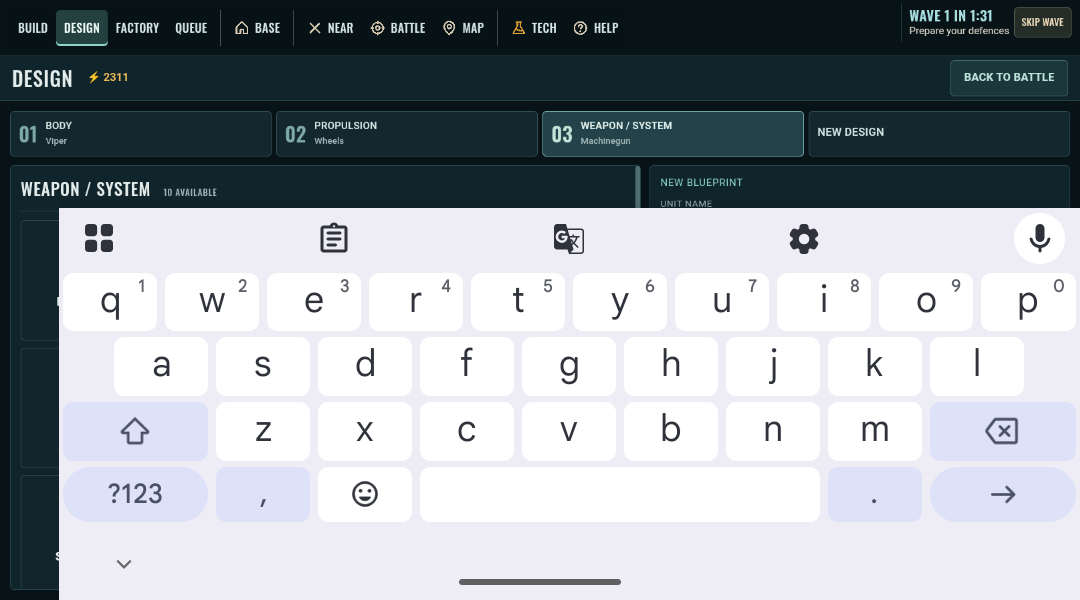 BUILD DESIGN FACTORY QUEUE BASE NEAR BATTLE MAP TECH HELP
WAVE 1 IN 1:31
Prepare your defences
SKIP WAVE
DESIGN 2311
BACK TO BATTLE
01 BODY
Viper
02 PROPULSION
Wheels
03 WEAPON / SYSTEM
Machinegun
NEW DESIGN
WEAPON / SYSTEM 10 AVAILABLE
NEW BLUEPRINT
UNIT NAME
q 1 w 2 e 3 r 4 t 5 y 6 u 7 i 8 o 9 p 0
a s d f g h j k l
z x c v b n m
?123 , .